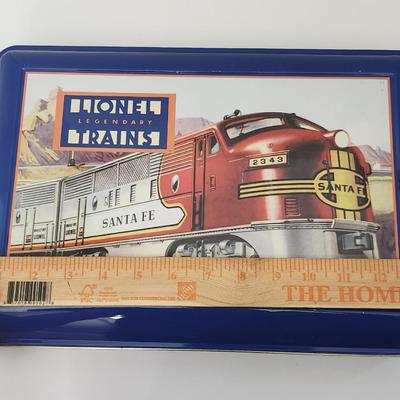 LIONEL
LEGENDARY
TRAINS
2343
SANTA FE
SANTA FE
2 3 4 5 6 7 8 9 10 11 12
FSC
THE HOM